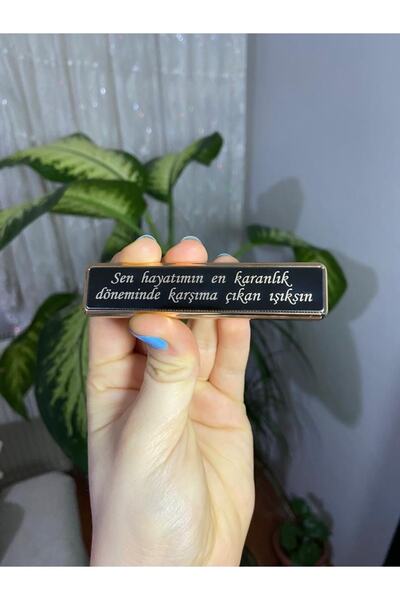 Sen hayatımın en karanlık
döneminde karşıma çıkan ışıksın